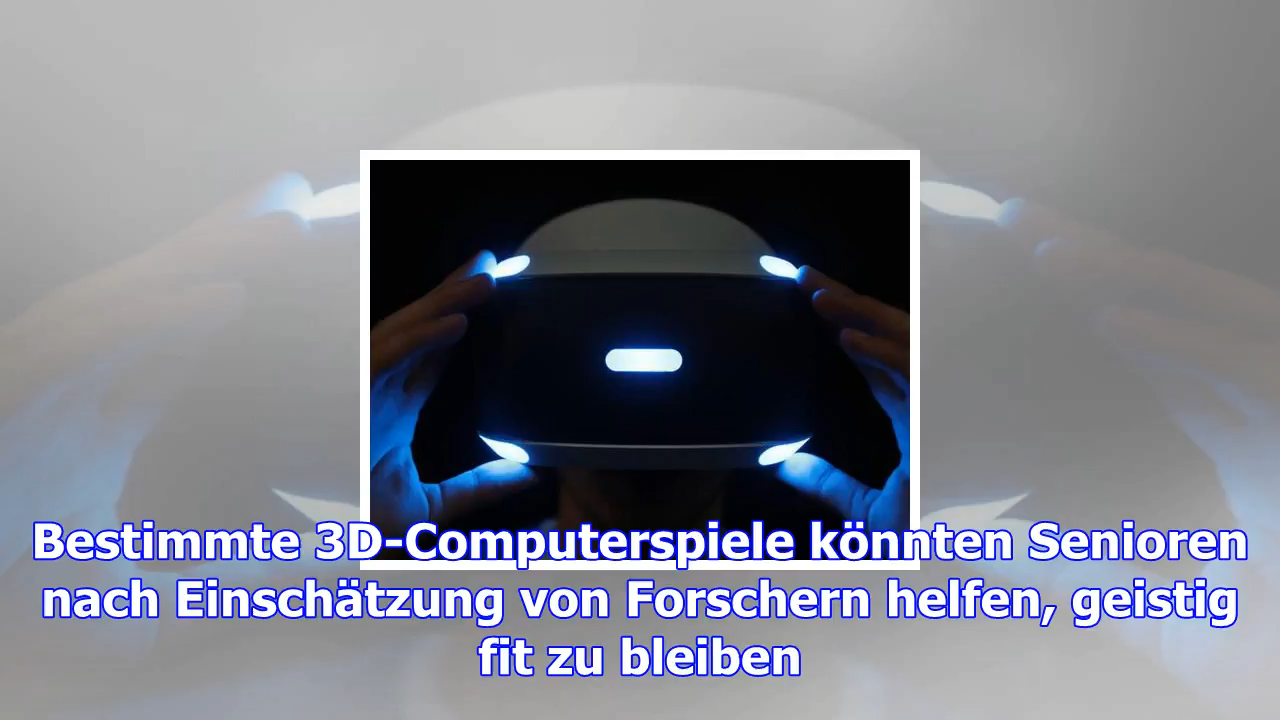 Bestimmte 3D-Computerspiele könnten Senioren
nach Einschätzung von Forschern helfen, geistig
fit zu bleiben